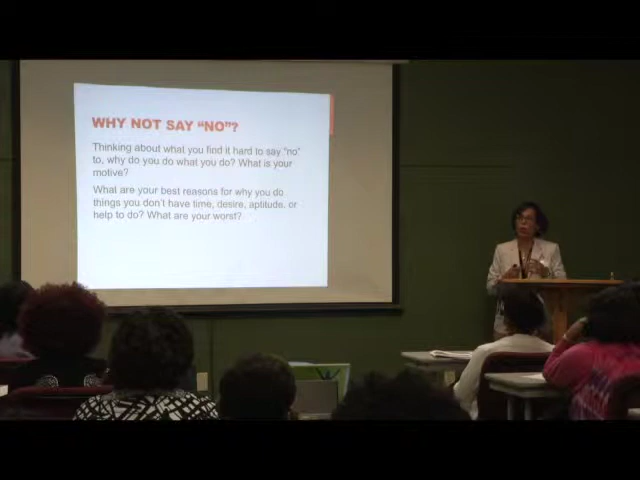 WHY NOT SAY “NO”?
Thinking about what you find it hard to say “no”
to, why do you do what you do? What is your
motive?
What are your best reasons for why you do
things you don’t have time, desire, aptitude, or
help to do? What are your worst?